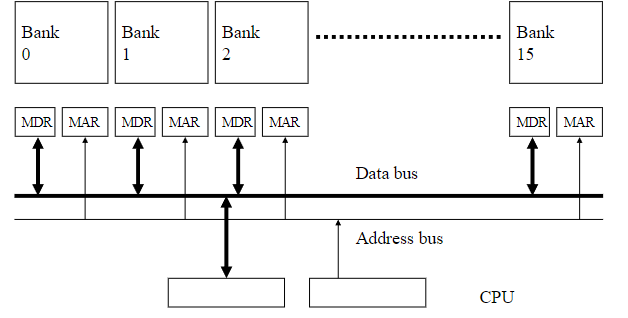 Bank
0
Bank
1
Bank
2
Bank
15
MDR MAR MDR MAR MDR MAR MDR MAR
Data bus
Address bus
CPU